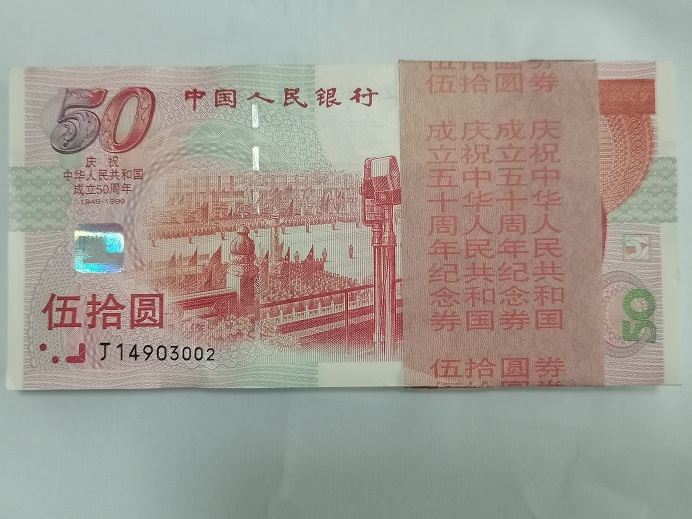 50
中国人民银行
庆祝
中华人民共和国
成立50周年
1949-1999
伍拾圆
J14903002
伍拾圆券
庆祝中华人民共和国
成立五十周年纪念券
庆祝中华人民共和国
成立五十周年纪念券
伍拾圆券
50